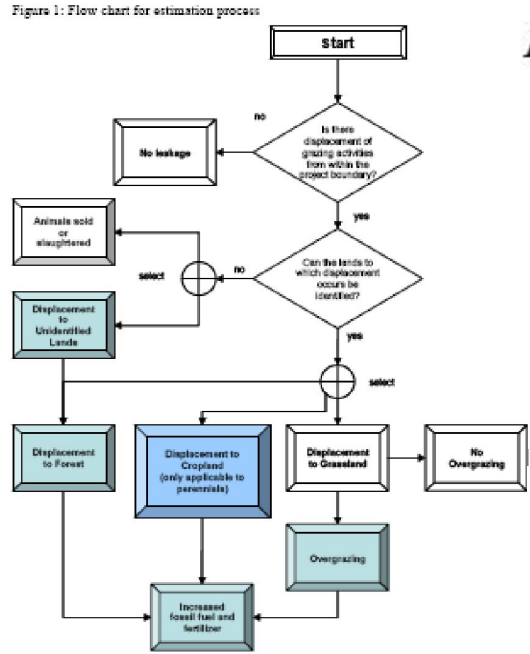 Figure 1: Flow chart for estimation process
start
no
Is there
displacement of
grazing activities
from within the
project boundary?
No leakage
yes
Animals sold
or
slaughtered
select
no
Can the lands to
which displacement
occurs be
identified?
Displacement
to
Unidentified
Lands
yes
select
Displacement
to Forest
Displacement to
Cropland
(only applicable to
perennials)
Displacement
to Grassland
No
Overgrazing
Overgrazing
Increased
fossil fuel and
fertilizer